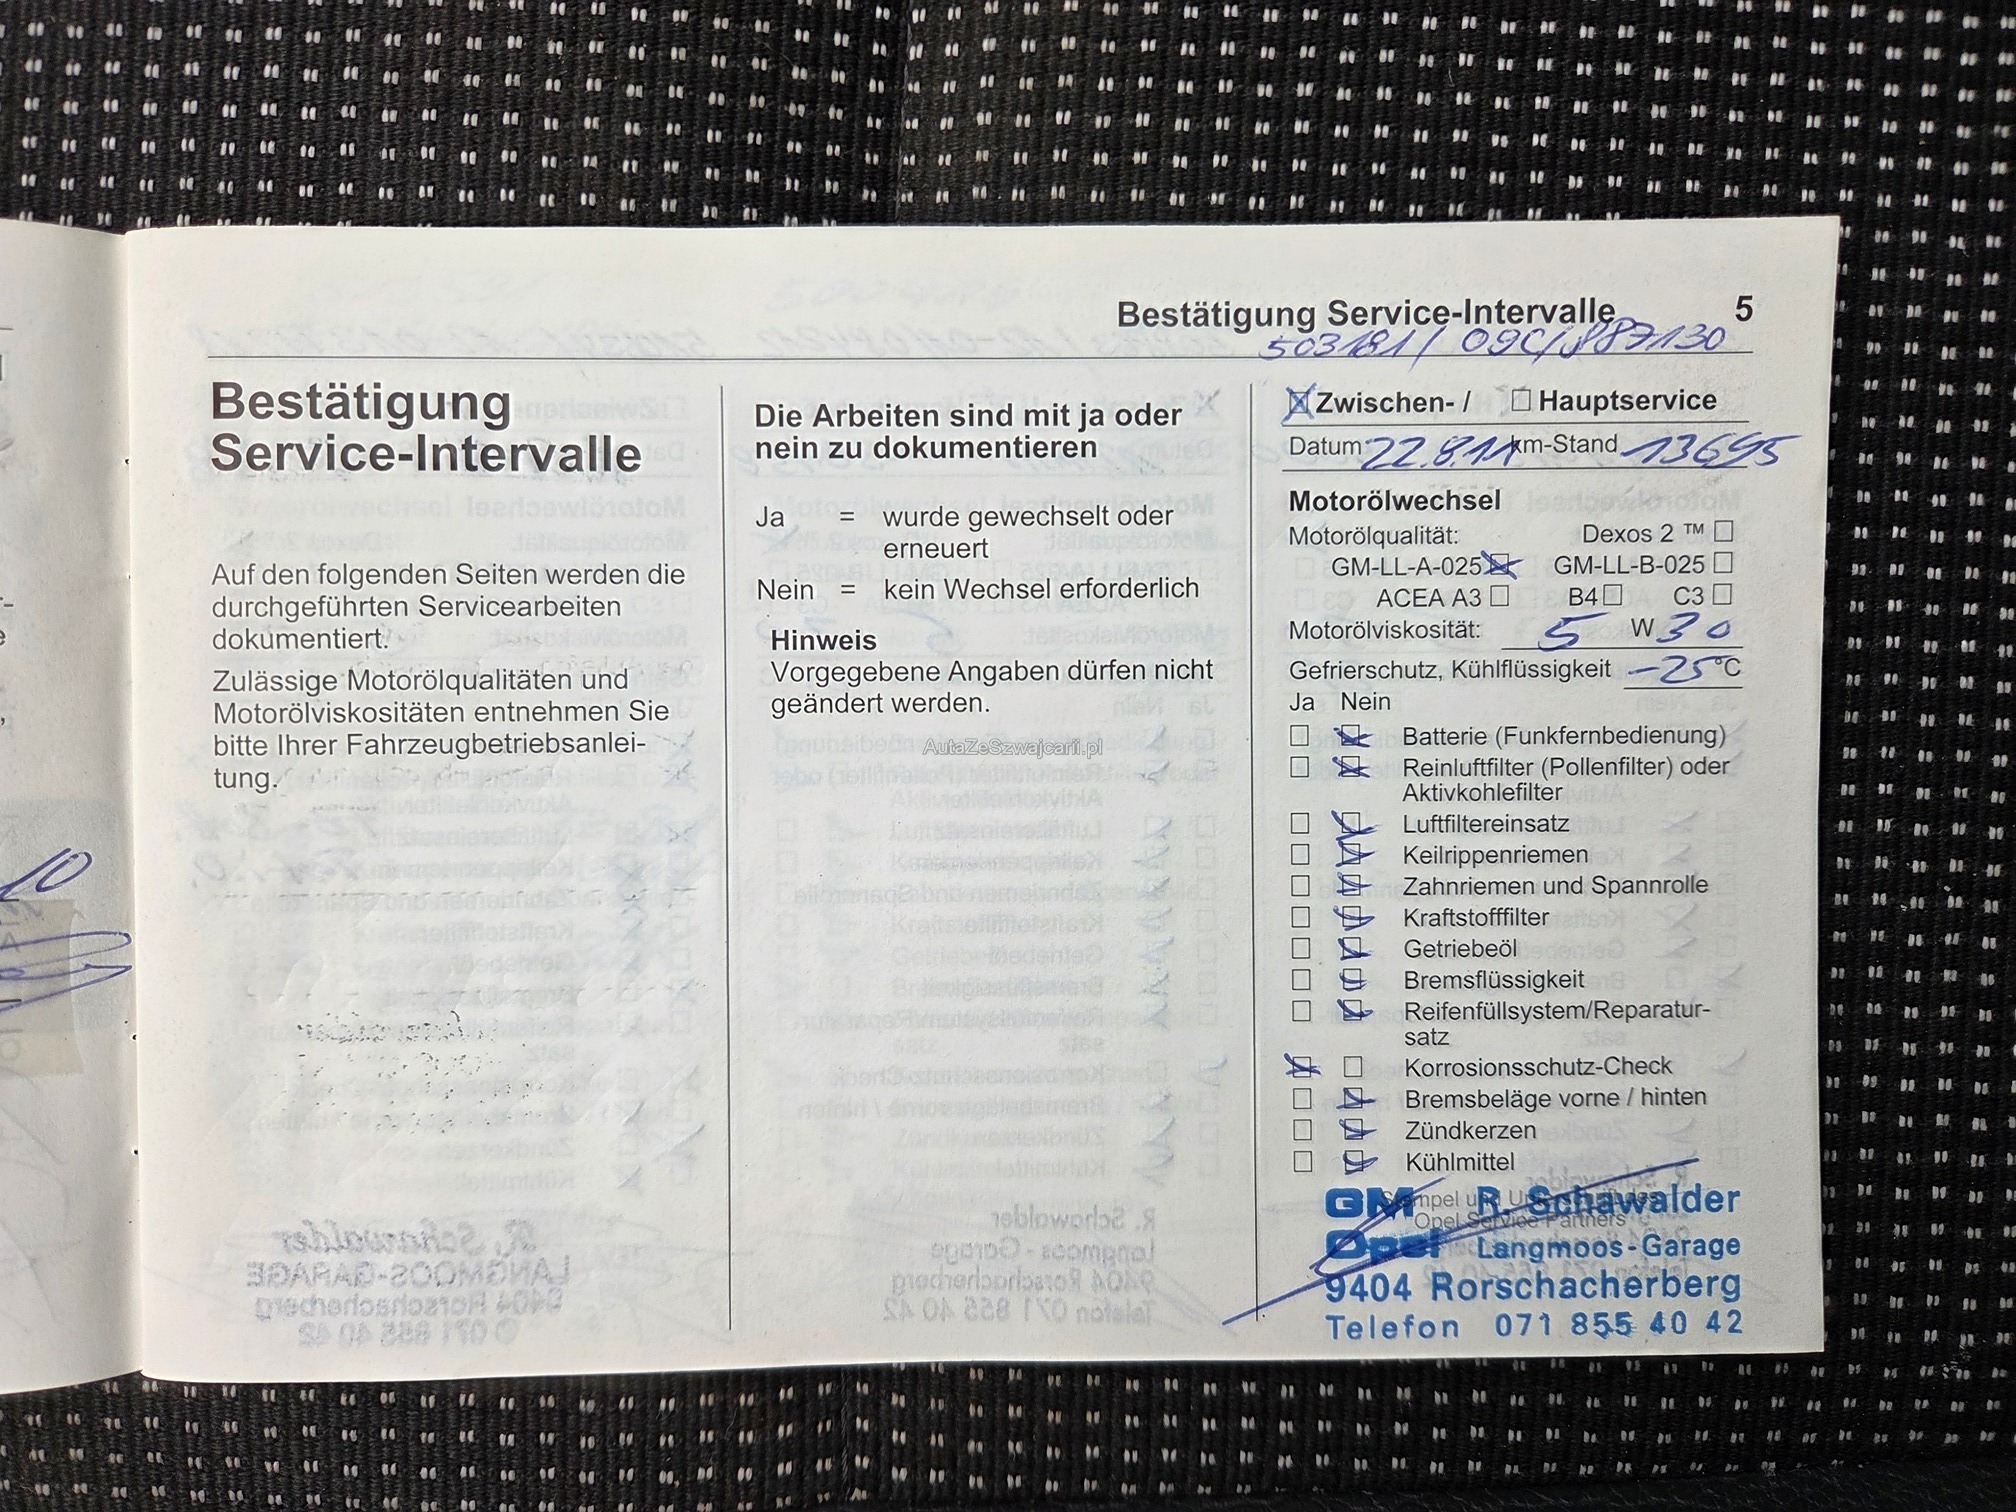 Bestätigung Service-Intervalle 5
503181/09C/887130
Bestätigung
Service-Intervalle
Auf den folgenden Seiten werden die
durchgeführten Servicearbeiten
dokumentiert.
Zulässige Motorölqualitäten und
Motorölviskositäten entnehmen Sie
bitte Ihrer Fahrzeugbetriebsanlei-
tung.
Die Arbeiten sind mit ja oder
nein zu dokumentieren
Ja = wurde gewechselt oder
erneuert
Nein = kein Wechsel erforderlich
Hinweis
Vorgegebene Angaben dürfen nicht
geändert werden.
AutaZeSzwajcarii.pl
Zwischen- / Hauptservice
Datum 22.8.11 km-Stand 13695
Motorölwechsel
Motorölqualität: Dexos 2 ™
GM-LL-A-025 GM-LL-B-025
ACEA A3 B4 C3
Motorölviskosität: 5 W 30
Gefrierschutz, Kühlflüssigkeit -25 °C
Ja Nein
Batterie (Funkfernbedienung)
Reinluftfilter (Pollenfilter) oder
Aktivkohlefilter
Luftfiltereinsatz
Keilrippenriemen
Zahnriemen und Spannrolle
Kraftstofffilter
Getriebeöl
Bremsflüssigkeit
Reifenfüllsystem/Reparatur-
satz
Korrosionsschutz-Check
Bremsbeläge vorne / hinten
Zündkerzen
Kühlmittel
Stempel und
Opel Service Partners
GM R. Schawalder
Opel Langmoos-Garage
9404 Rorschacherberg
Telefon 071 855 40 42
10